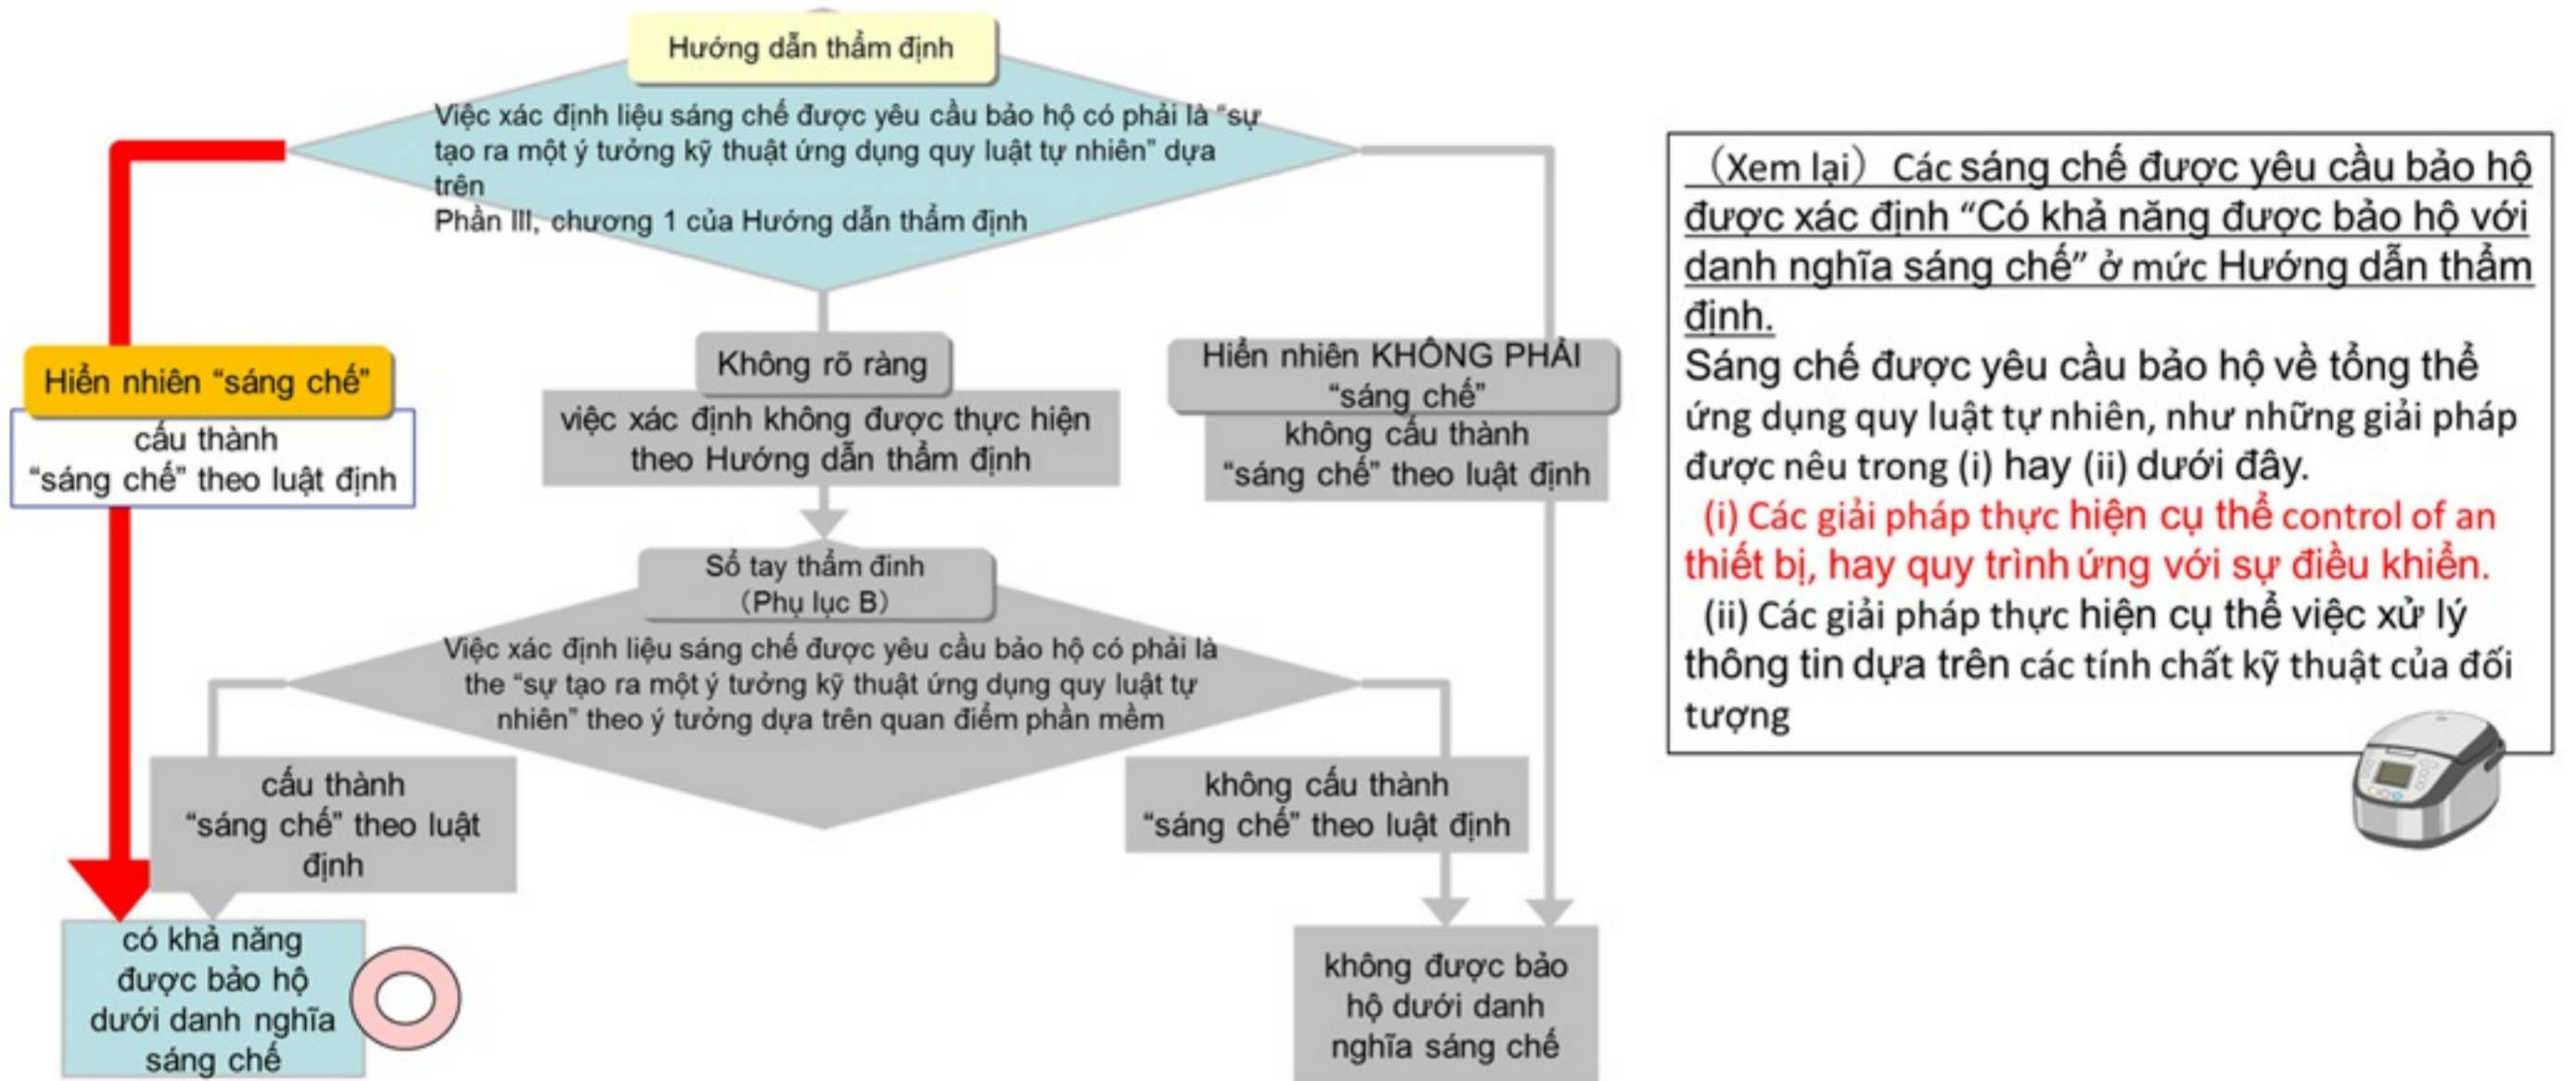 Hướng dẫn thẩm định
Việc xác định liệu sáng chế được yêu cầu bảo hộ có phải là “sự
tạo ra một ý tưởng kỹ thuật ứng dụng quy luật tự nhiên” dựa
trên
Phần III, chương 1 của Hướng dẫn thẩm định
Hiển nhiên “sáng chế”
cấu thành
“sáng chế” theo luật định
Không rõ ràng
việc xác định không được thực hiện
theo Hướng dẫn thẩm định
Hiển nhiên KHÔNG PHẢI
“sáng chế”
không cấu thành
“sáng chế” theo luật định
Sổ tay thẩm đinh
（Phụ lục B）
Việc xác định liệu sáng chế được yêu cầu bảo hộ có phải là
the “sự tạo ra một ý tưởng kỹ thuật ứng dụng quy luật tự
nhiên” theo ý tưởng dựa trên quan điểm phần mềm
cấu thành
“sáng chế” theo luật
định
không cấu thành
“sáng chế” theo luật định
có khả năng
được bảo hộ
dưới danh nghĩa
sáng chế
không được bảo
hộ dưới danh
nghĩa sáng chế
（Xem lại） Các sáng chế được yêu cầu bảo hộ
được xác định “Có khả năng được bảo hộ với
danh nghĩa sáng chế” ở mức Hướng dẫn thẩm
định.
Sáng chế được yêu cầu bảo hộ về tổng thể
ứng dụng quy luật tự nhiên, như những giải pháp
được nêu trong (i) hay (ii) dưới đây.
(i) Các giải pháp thực hiện cụ thể control of an
thiết bị, hay quy trình ứng với sự điều khiển.
(ii) Các giải pháp thực hiện cụ thể việc xử lý
thông tin dựa trên các tính chất kỹ thuật của đối
tượng